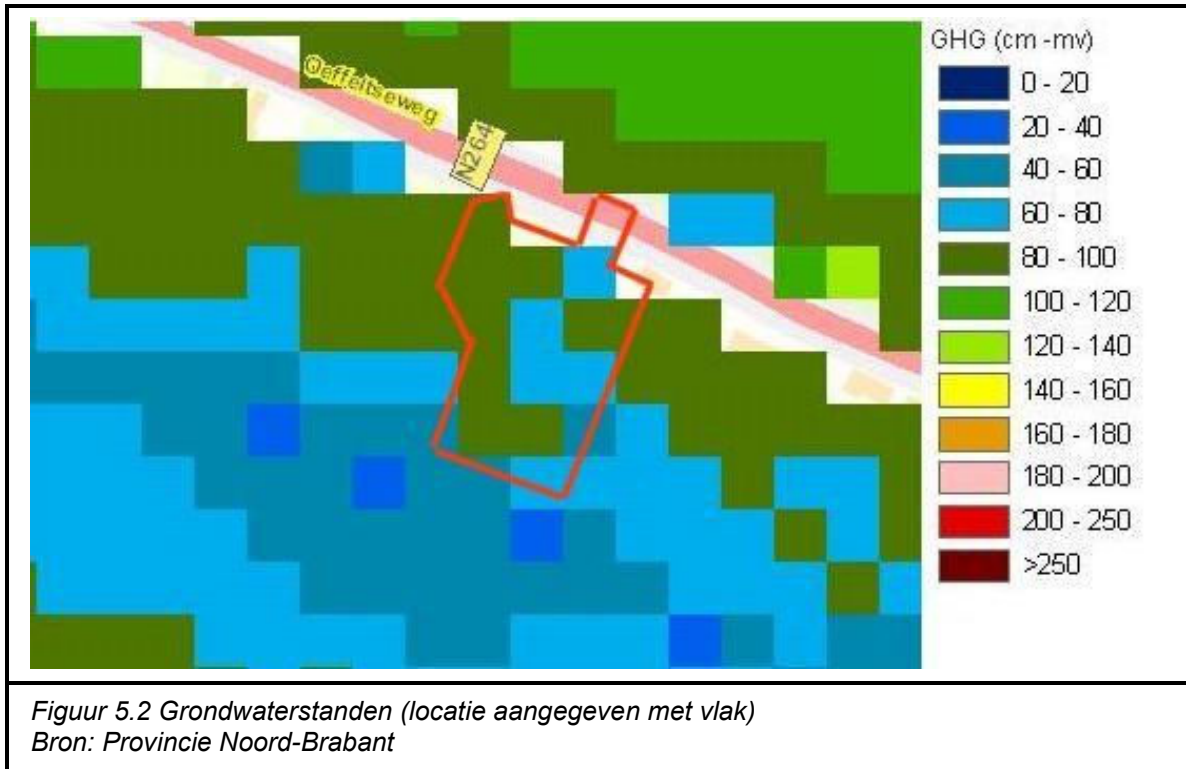 Oeffeltseweg
N264
GHG (cm -mv)
0 - 20
20 - 40
40 - 60
60 - 80
80 - 100
100 - 120
120 - 140
140 - 160
160 - 180
180 - 200
200 - 250
>250
Figuur 5.2 Grondwaterstanden (locatie aangegeven met vlak)
Bron: Provincie Noord-Brabant